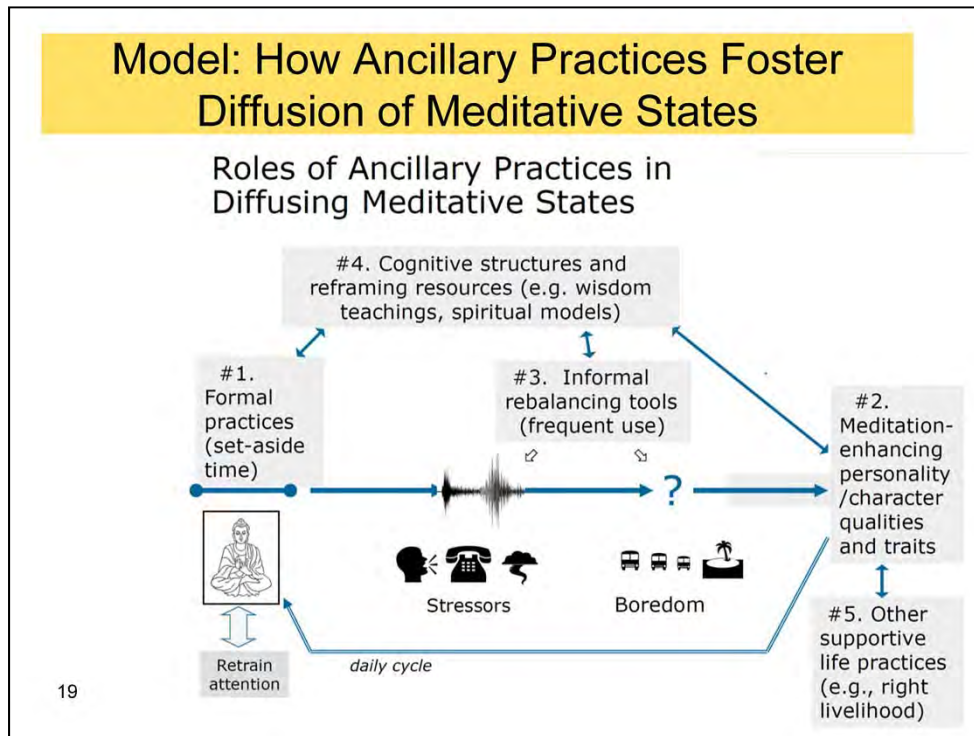 Model: How Ancillary Practices Foster
Diffusion of Meditative States
Roles of Ancillary Practices in
Diffusing Meditative States
#4. Cognitive structures and
reframing resources (e.g. wisdom
teachings, spiritual models)
#1.
Formal
practices
(set-aside
time)
#3. Informal
rebalancing tools
(frequent use)
#2.
Meditation-
enhancing
personality
/character
qualities
and traits
?
Stressors
Boredom
#5. Other
supportive
life practices
(e.g., right
livelihood)
Retrain
attention
daily cycle
19